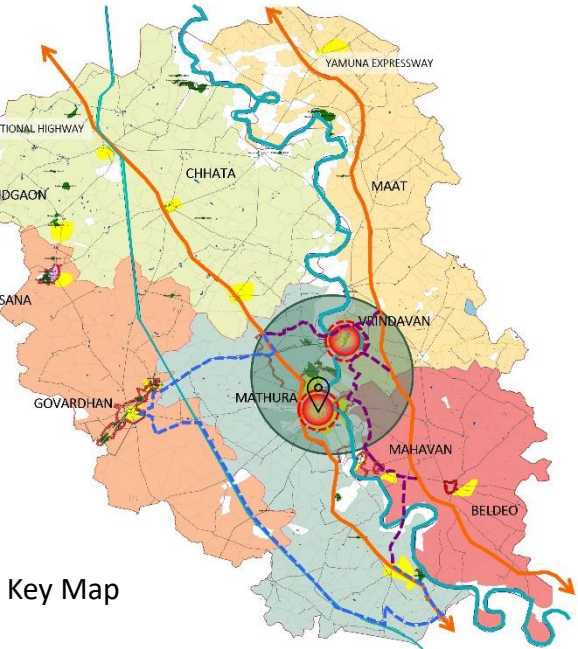 YAMUNA EXPRESSWAY
TIONAL HIGHWAY
CHHATA
MAAT
DGAON
SANA
VRINDAVAN
GOVARDHAN
MATHURA
MAHAVAN
BELDEO
Key Map